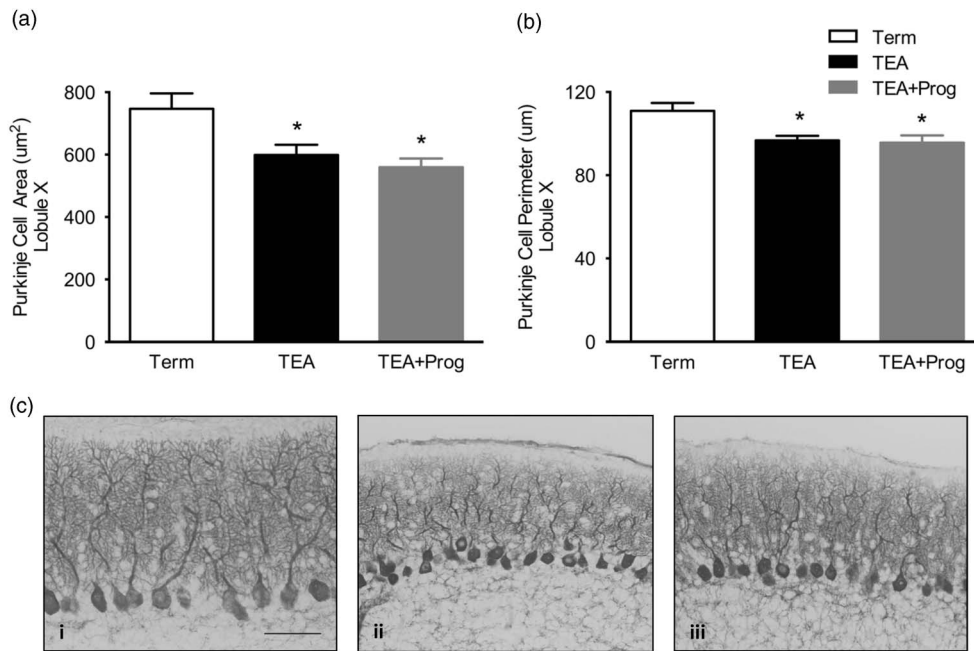 (a)
Purkinje Cell Area (um²)
Lobule X
800
600
400
200
0
*
*
Term
TEA
TEA+Prog
(b)
Term
TEA
TEA+Prog
Purkinje Cell Perimeter (um)
Lobule X
120
80
40
0
*
*
Term
TEA
TEA+Prog
(c)
i
ii
iii